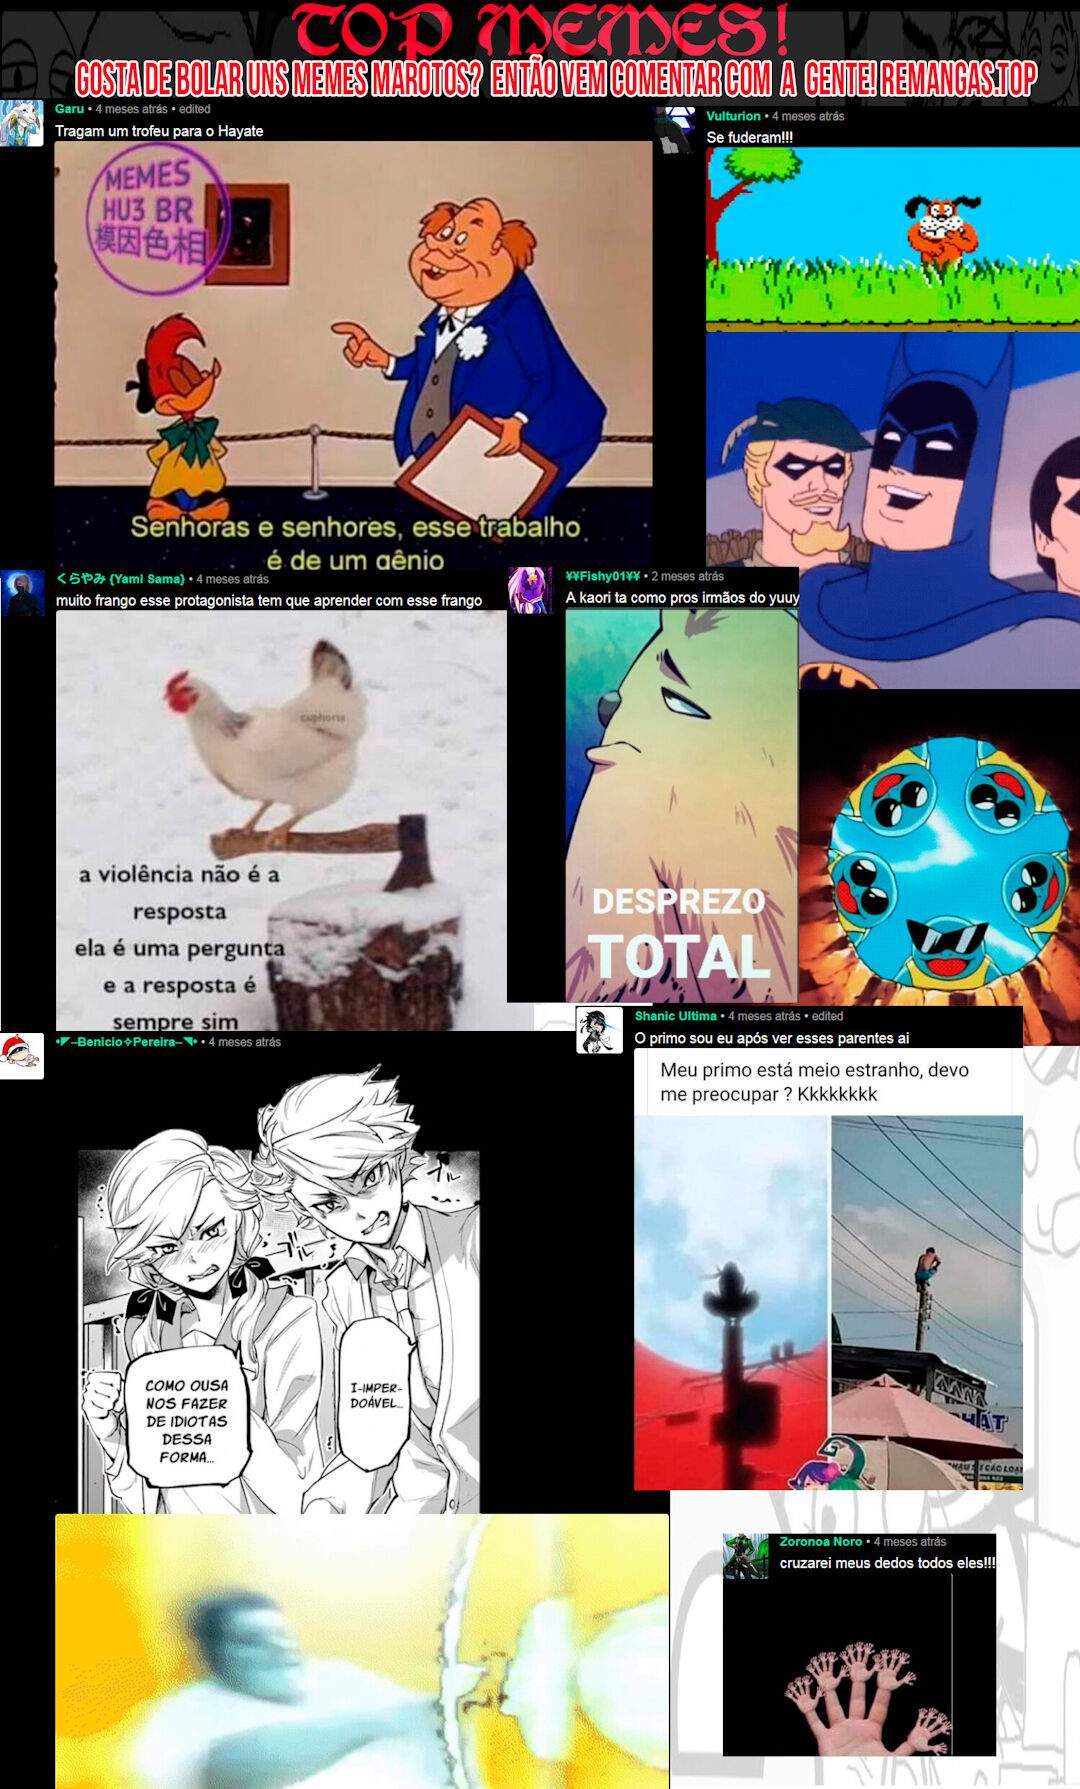 TOP MEMES!
GOSTA DE BOLAR UNS MEMES MAROTOS? ENTÃO VEM COMENTAR COM A GENTE! REMANGAS.TOP
Garu • 4 meses atrás • edited
Tragam um trofeu para o Hayate
MEMES
HU3 BR
模因色相
Senhoras e senhores, esse trabalho
é de um gênio
Vulturion • 4 meses atrás
Se fuderam!!!
くらやみ {Yami Sama} • 4 meses atrás
muito frango esse protagonista tem que aprender com esse frango
euphoria
a violência não é a
resposta
ela é uma pergunta
e a resposta é
sempre sim
¥¥Fishy01¥¥ • 2 meses atrás
A kaori ta como pros irmãos do yuuy
DESPREZO
TOTAL
•◤–Benicio✧Pereira–◥• • 4 meses atrás
COMO OUSA
NOS FAZER
DE IDIOTAS
DESSA
FORMA...
I-IMPER-
DOÁVEL...
Shanic Ultima • 4 meses atrás • edited
O primo sou eu após ver esses parentes ai
Meu primo está meio estranho, devo
me preocupar ? Kkkkkkkk
Zoronoa Noro • 4 meses atrás
cruzarei meus dedos todos eles!!!